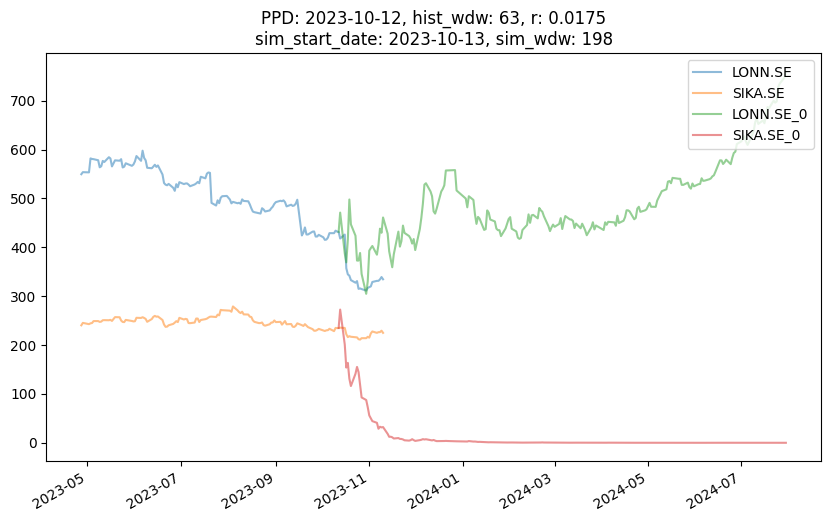 PPD: 2023-10-12, hist_wdw: 63, r: 0.0175
sim_start_date: 2023-10-13, sim_wdw: 198
LONN.SE
SIKA.SE
LONN.SE_0
SIKA.SE_0
700
600
500
400
300
200
100
0
2023-05
2023-07
2023-09
2023-11
2024-01
2024-03
2024-05
2024-07